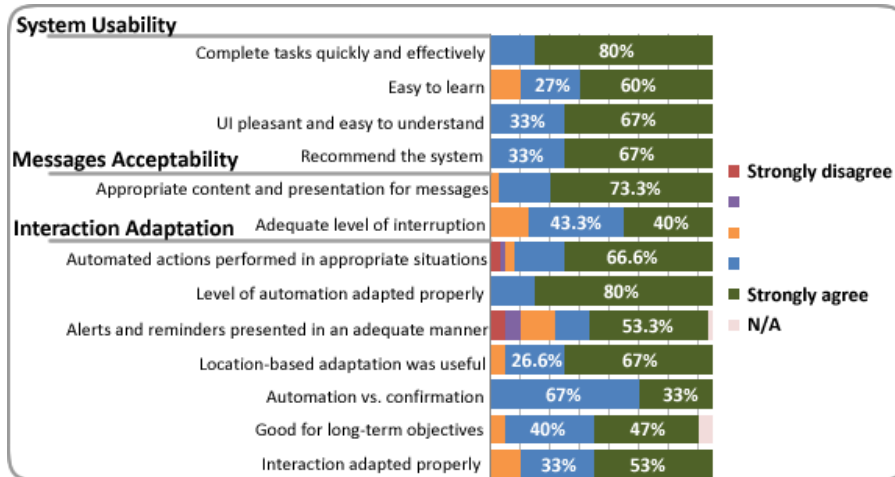 System Usability
Complete tasks quickly and effectively 80%
Easy to learn 27% 60%
UI pleasant and easy to understand 33% 67%
Recommend the system 33% 67%
Messages Acceptability
Appropriate content and presentation for messages 73.3%
Adequate level of interruption 43.3% 40%
Interaction Adaptation
Automated actions performed in appropriate situations 66.6%
Level of automation adapted properly 80%
Alerts and reminders presented in an adequate manner 53.3%
Location-based adaptation was useful 26.6% 67%
Automation vs. confirmation 67% 33%
Good for long-term objectives 40% 47%
Interaction adapted properly 33% 53%
Strongly disagree
Strongly agree
N/A